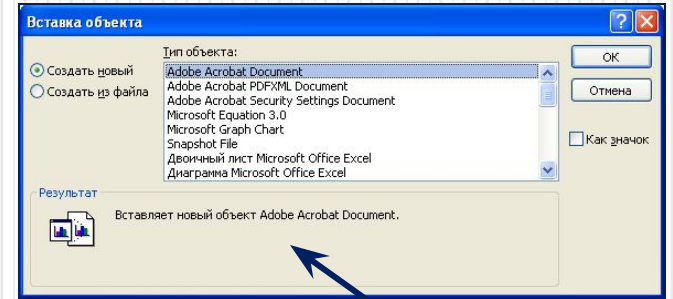 Вставка объекта
Тип объекта:
Создать новый
Создать из файла
Adobe Acrobat Document
Adobe Acrobat PDFXML Document
Adobe Acrobat Security Settings Document
Microsoft Equation 3.0
Microsoft Graph Chart
Snapshot File
Двоичный лист Microsoft Office Excel
Диаграмма Microsoft Office Excel
ОК
Отмена
Как значок
Результат
Вставляет новый объект Adobe Acrobat Document.